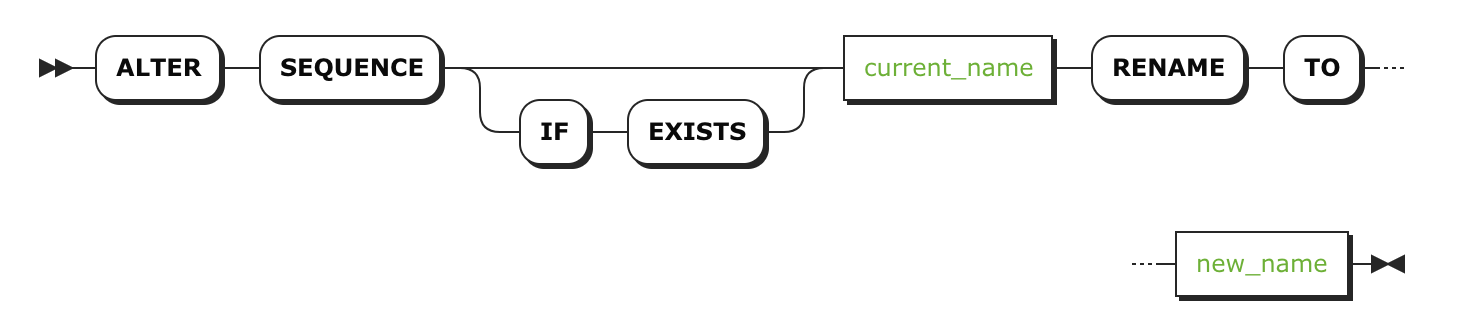 ALTER SEQUENCE current_name RENAME TO
IF EXISTS
new_name